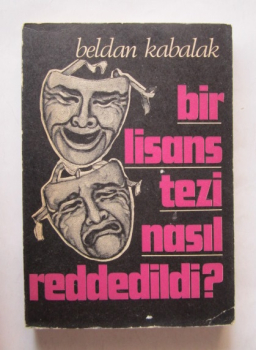 beldan kabalak
bir
lisans
tezi
nasıl
reddedildi?